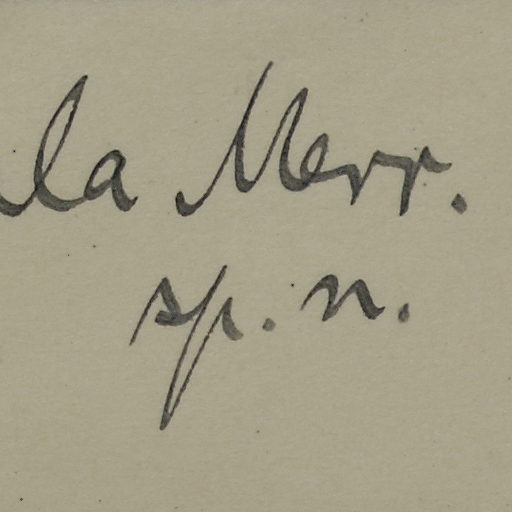 la Merr.
sp. n.